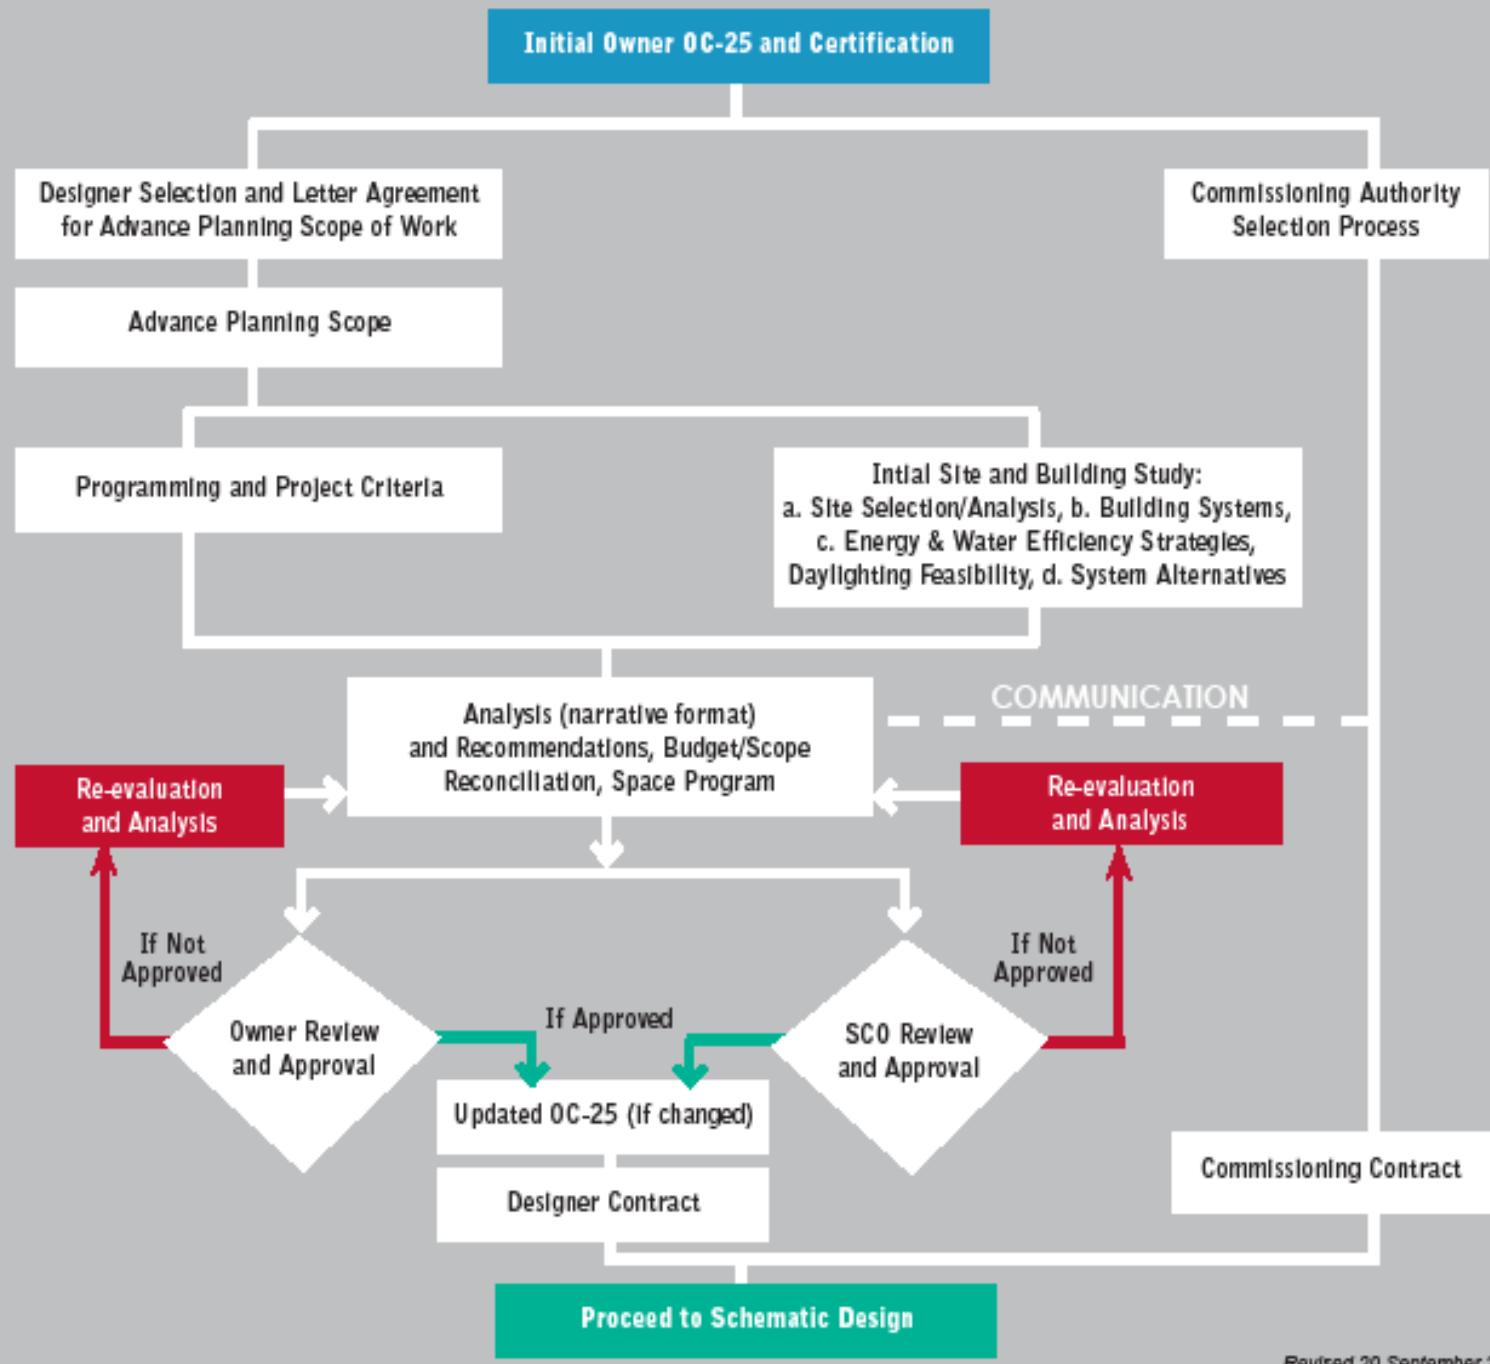 Initial Owner OC-25 and Certification
Designer Selection and Letter Agreement
for Advance Planning Scope of Work
Commissioning Authority
Selection Process
Advance Planning Scope
Programming and Project Criteria
Intial Site and Building Study:
a. Site Selection/Analysis, b. Building Systems,
c. Energy & Water Efficiency Strategies,
Daylighting Feasibility, d. System Alternatives
COMMUNICATION
Analysis (narrative format)
and Recommendations, Budget/Scope
Reconciliation, Space Program
Re-evaluation
and Analysis
Re-evaluation
and Analysis
If Not
Approved
If Not
Approved
Owner Review
and Approval
If Approved
SCO Review
and Approval
Updated OC-25 (if changed)
Designer Contract
Commissioning Contract
Proceed to Schematic Design
Revised 20 September